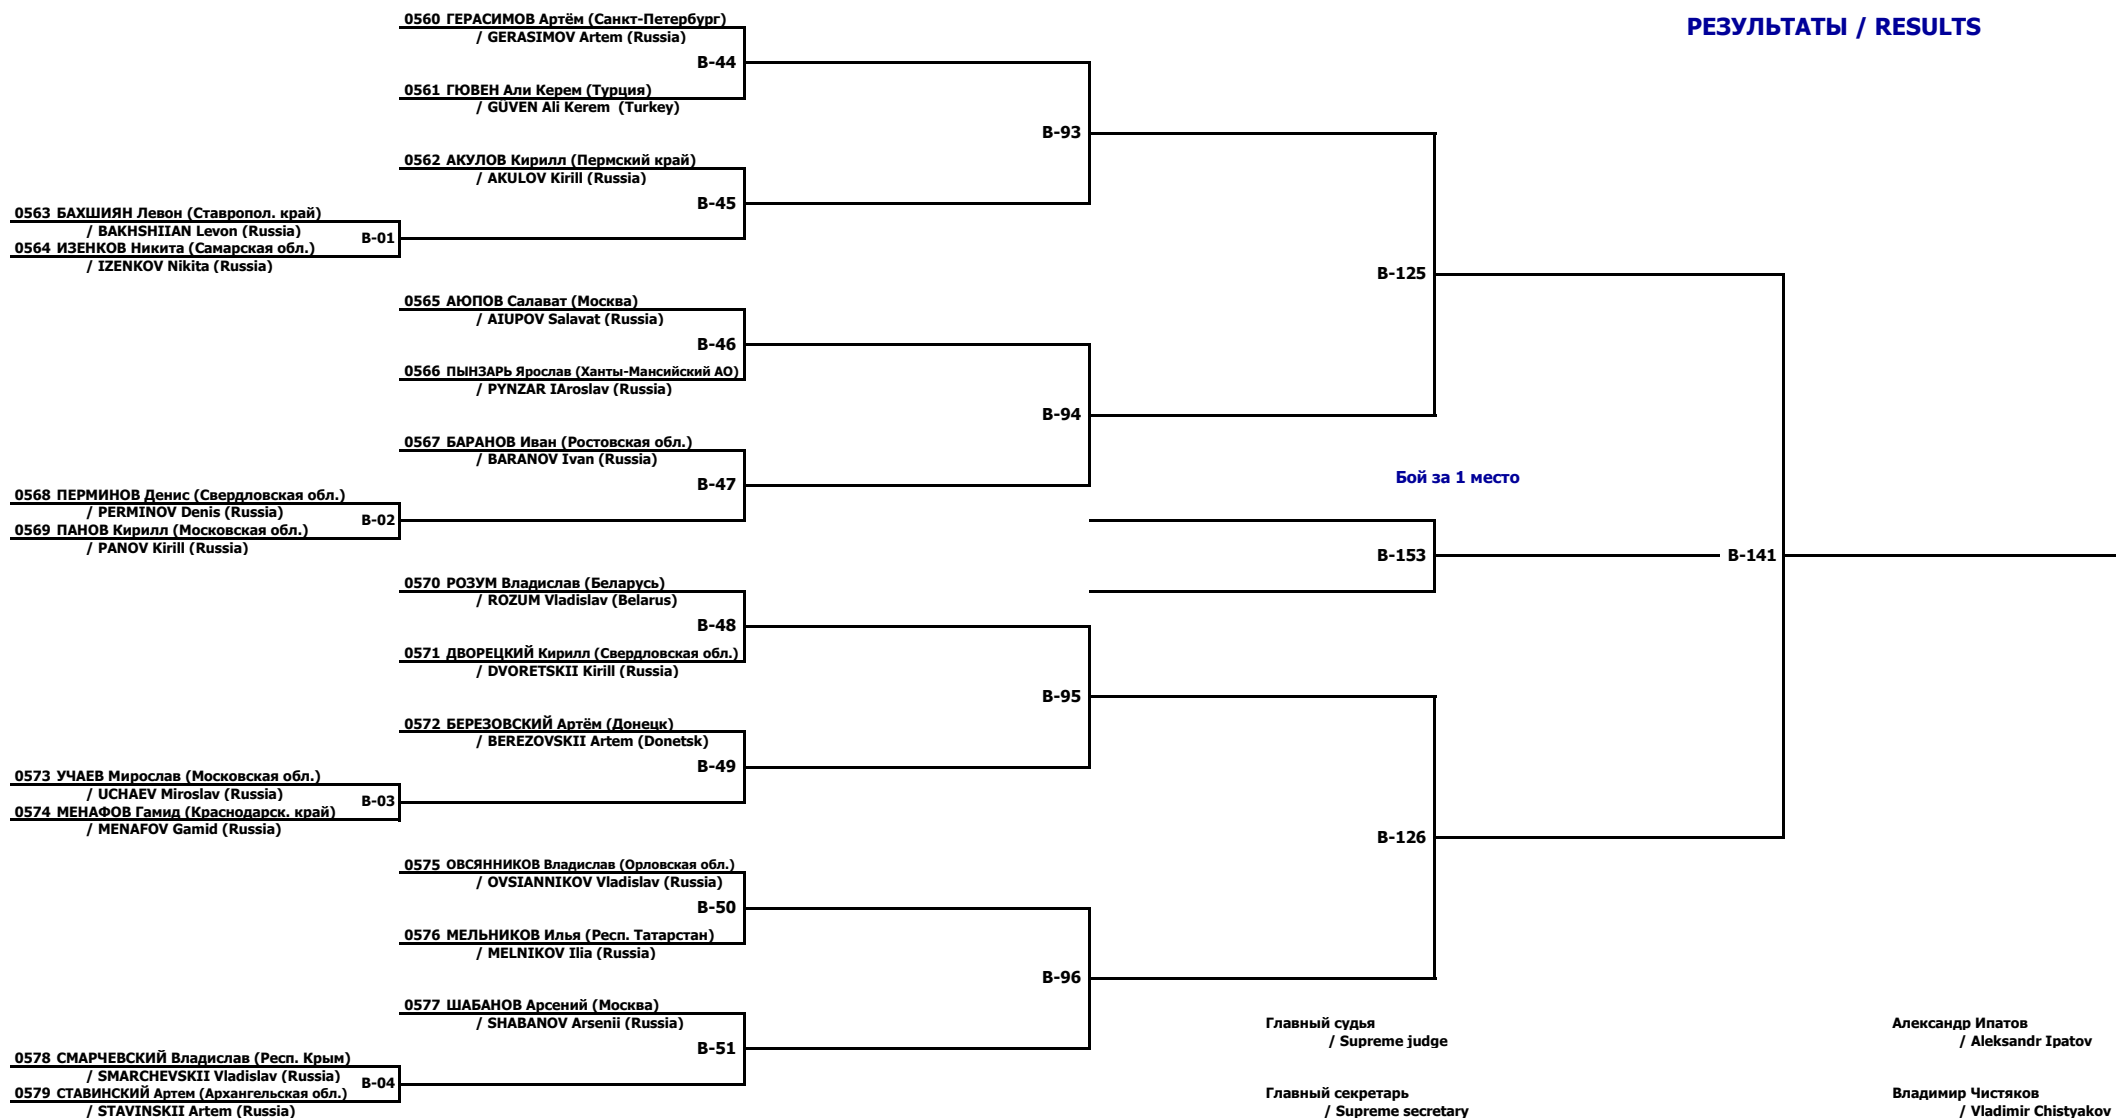 РЕЗУЛЬТАТЫ / RESULTS
0560 ГЕРАСИМОВ Артём (Санкт-Петербург)
/ GERASIMOV Artem (Russia)
B-44
0561 ГЮВЕН Али Керем (Турция)
/ GÜVEN Ali Kerem (Turkey)
B-93
0562 АКУЛОВ Кирилл (Пермский край)
/ AKULOV Kirill (Russia)
B-45
0563 БАХШИЯН Левон (Ставропол. край)
/ BAKHSHIIAN Levon (Russia)
B-01
0564 ИЗЕНКОВ Никита (Самарская обл.)
/ IZENKOV Nikita (Russia)
B-125
0565 АЮПОВ Салават (Москва)
/ AIUPOV Salavat (Russia)
B-46
0566 ПЫНЗАРЬ Ярослав (Ханты-Мансийский АО)
/ PYNZAR IAroslav (Russia)
B-94
0567 БАРАНОВ Иван (Ростовская обл.)
/ BARANOV Ivan (Russia)
B-47
Бой за 1 место
0568 ПЕРМИНОВ Денис (Свердловская обл.)
/ PERMINOV Denis (Russia)
B-02
0569 ПАНОВ Кирилл (Московская обл.)
/ PANOV Kirill (Russia)
B-153
B-141
0570 РОЗУМ Владислав (Беларусь)
/ ROZUM Vladislav (Belarus)
B-48
0571 ДВОРЕЦКИЙ Кирилл (Свердловская обл.)
/ DVORETSKII Kirill (Russia)
B-95
0572 БЕРЕЗОВСКИЙ Артём (Донецк)
/ BEREZOVSKII Artem (Donetsk)
B-49
0573 УЧАЕВ Мирослав (Московская обл.)
/ UCHAEV Miroslav (Russia)
B-03
0574 МЕНАФОВ Гамид (Краснодарск. край)
/ MENAFOV Gamid (Russia)
B-126
0575 ОВСЯННИКОВ Владислав (Орловская обл.)
/ OVSIANNIKOV Vladislav (Russia)
B-50
0576 МЕЛЬНИКОВ Илья (Респ. Татарстан)
/ MELNIKOV Ilia (Russia)
B-96
0577 ШАБАНОВ Арсений (Москва)
/ SHABANOV Arsenii (Russia)
B-51
0578 СМАРЧЕВСКИЙ Владислав (Респ. Крым)
/ SMARCHEVSKII Vladislav (Russia)
B-04
0579 СТАВИНСКИЙ Артем (Архангельская обл.)
/ STAVINSKII Artem (Russia)
Главный судья
/ Supreme judge
Александр Ипатов
/ Aleksandr Ipatov
Главный секретарь
/ Supreme secretary
Владимир Чистяков
/ Vladimir Chistyakov